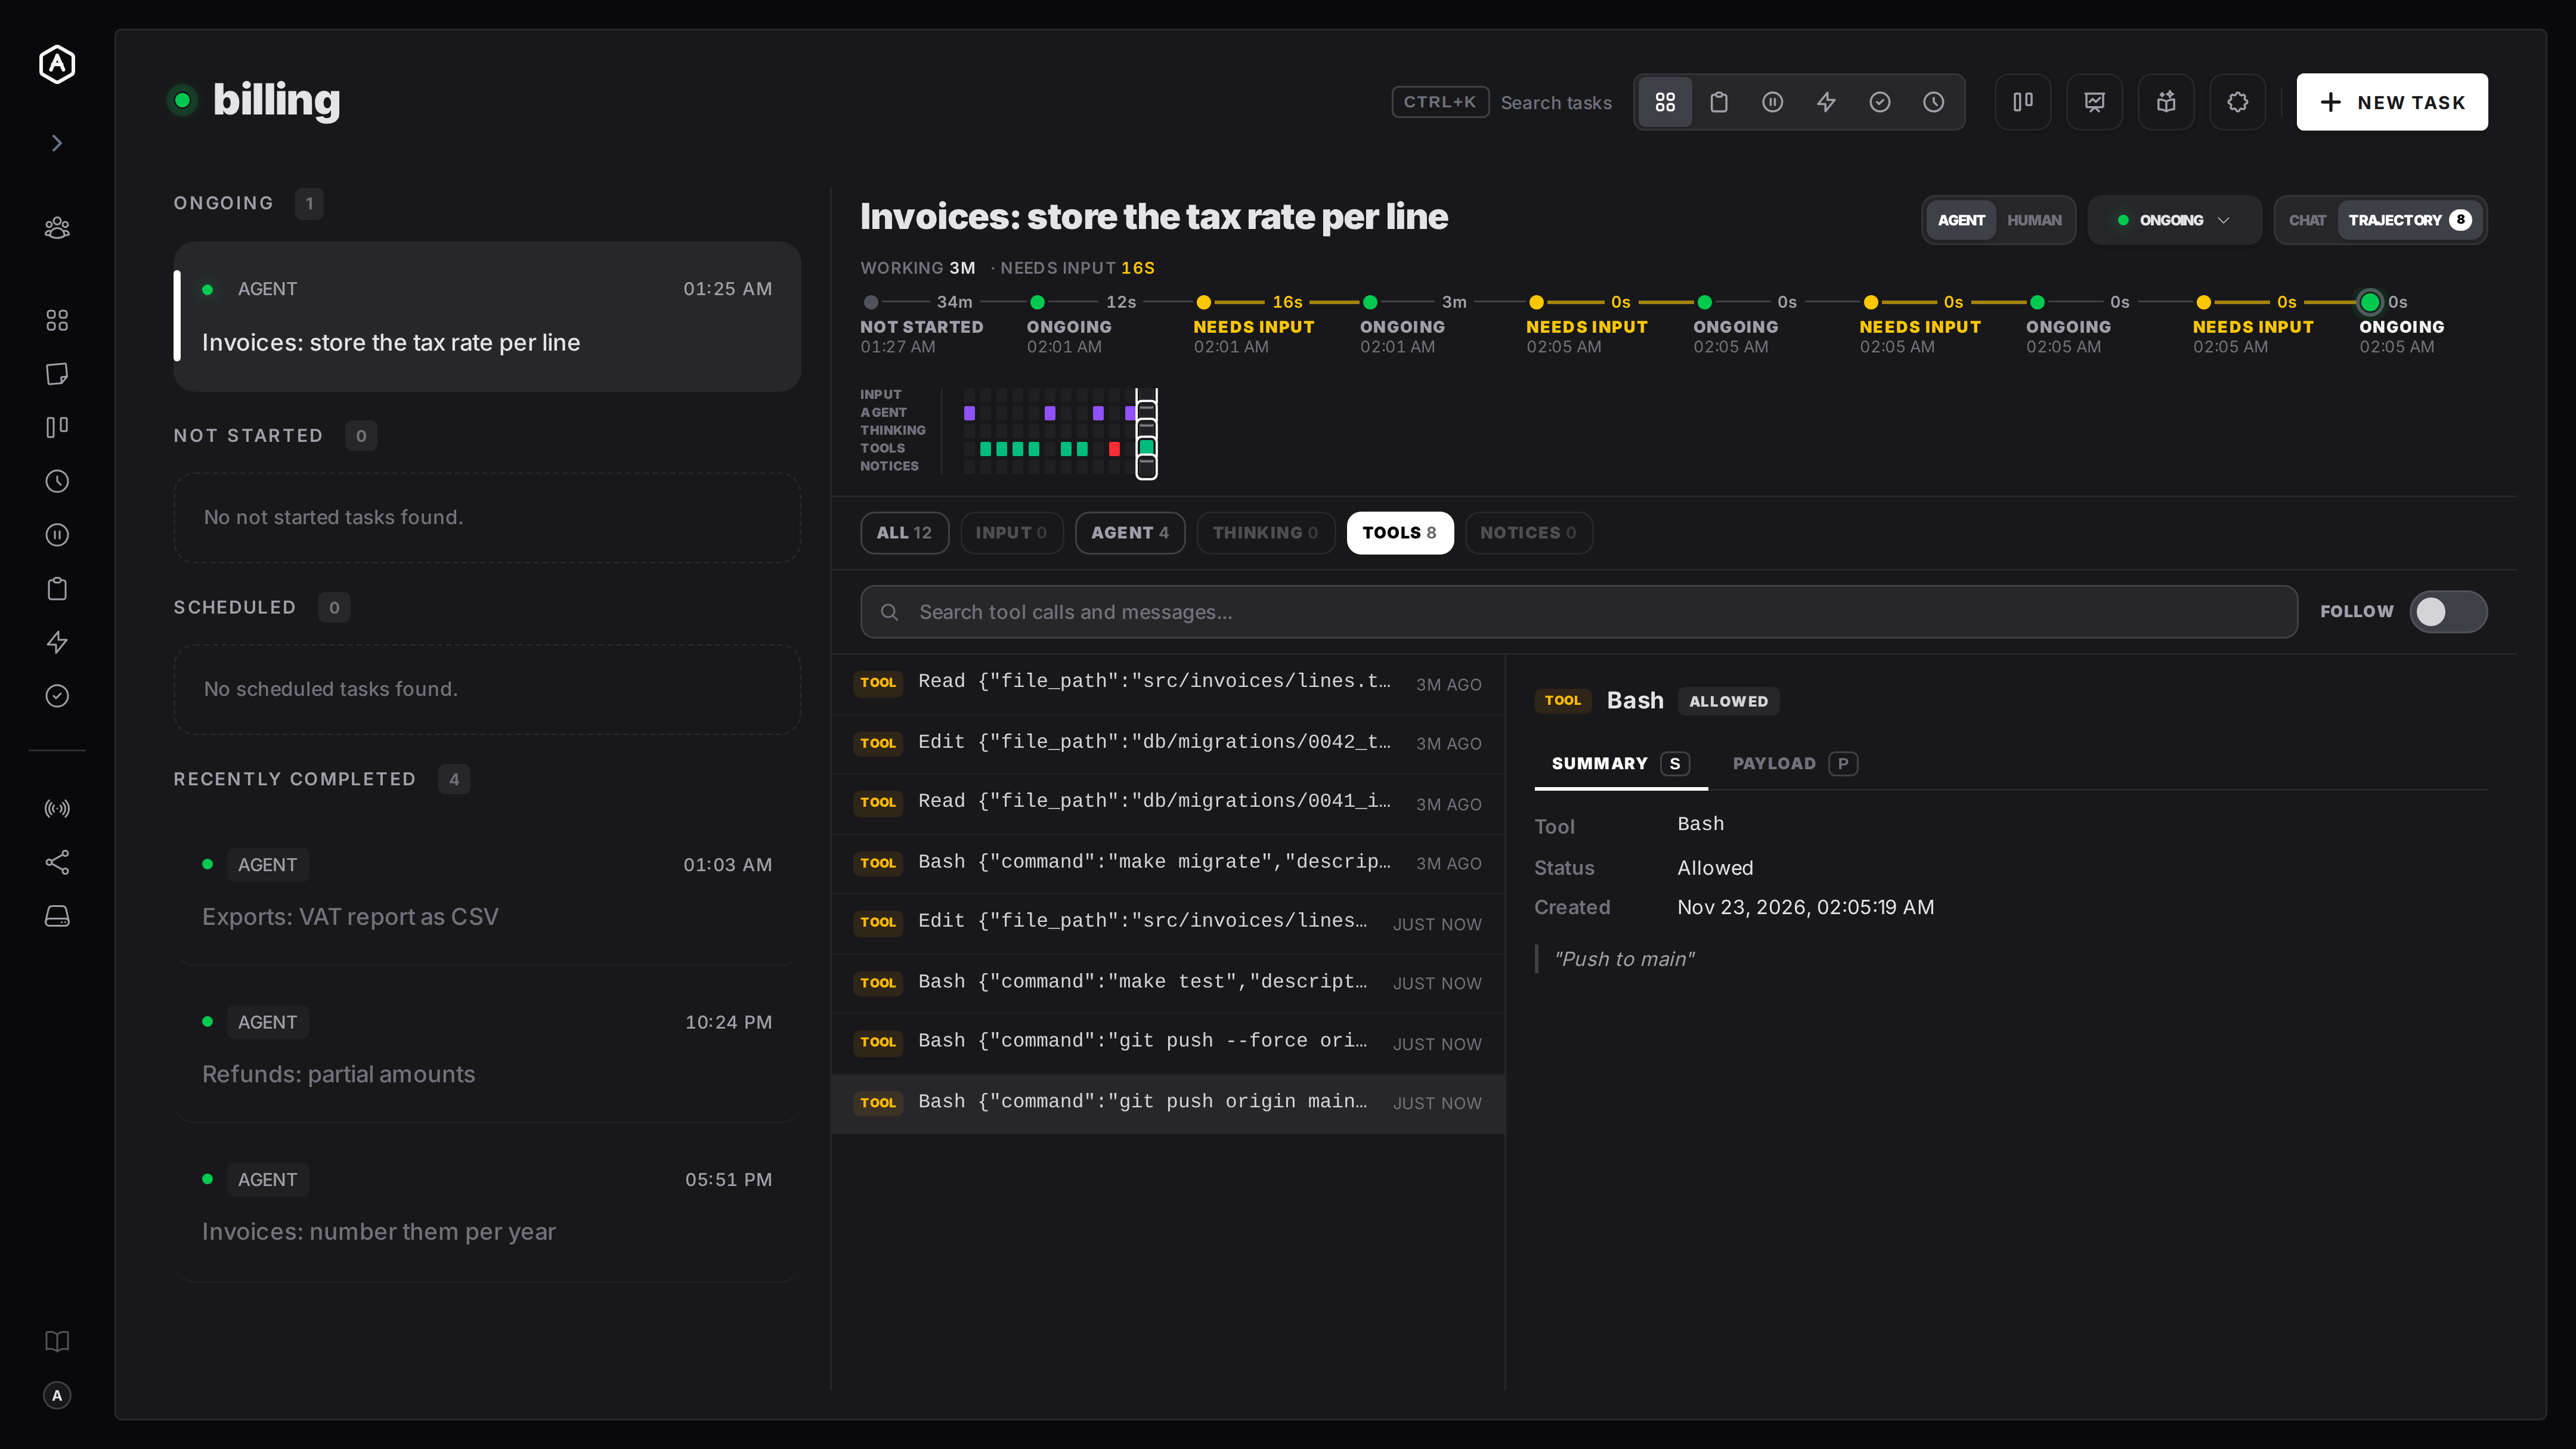 billing
CTRL+K Search tasks
NEW TASK
ONGOING 1
AGENT 01:25 AM
Invoices: store the tax rate per line
NOT STARTED 0
No not started tasks found.
SCHEDULED 0
No scheduled tasks found.
RECENTLY COMPLETED 4
AGENT 01:03 AM
Exports: VAT report as CSV
AGENT 10:24 PM
Refunds: partial amounts
AGENT 05:51 PM
Invoices: number them per year
A
Invoices: store the tax rate per line
AGENT HUMAN
ONGOING
CHAT TRAJECTORY 8
WORKING 3M · NEEDS INPUT 16S
34m 12s 16s 3m 0s 0s 0s 0s 0s 0s
NOT STARTED ONGOING NEEDS INPUT ONGOING NEEDS INPUT ONGOING NEEDS INPUT ONGOING NEEDS INPUT ONGOING
01:27 AM 02:01 AM 02:01 AM 02:01 AM 02:05 AM 02:05 AM 02:05 AM 02:05 AM 02:05 AM 02:05 AM
INPUT
AGENT
THINKING
TOOLS
NOTICES
ALL 12 INPUT 0 AGENT 4 THINKING 0 TOOLS 8 NOTICES 0
Search tool calls and messages...
FOLLOW
TOOL Read {"file_path":"src/invoices/lines.t… 3M AGO
TOOL Edit {"file_path":"db/migrations/0042_t… 3M AGO
TOOL Read {"file_path":"db/migrations/0041_i… 3M AGO
TOOL Bash {"command":"make migrate","descrip… 3M AGO
TOOL Edit {"file_path":"src/invoices/lines… JUST NOW
TOOL Bash {"command":"make test","descript… JUST NOW
TOOL Bash {"command":"git push --force ori… JUST NOW
TOOL Bash {"command":"git push origin main… JUST NOW
TOOL Bash ALLOWED
SUMMARY S PAYLOAD P
Tool Bash
Status Allowed
Created Nov 23, 2026, 02:05:19 AM
"Push to main"
A